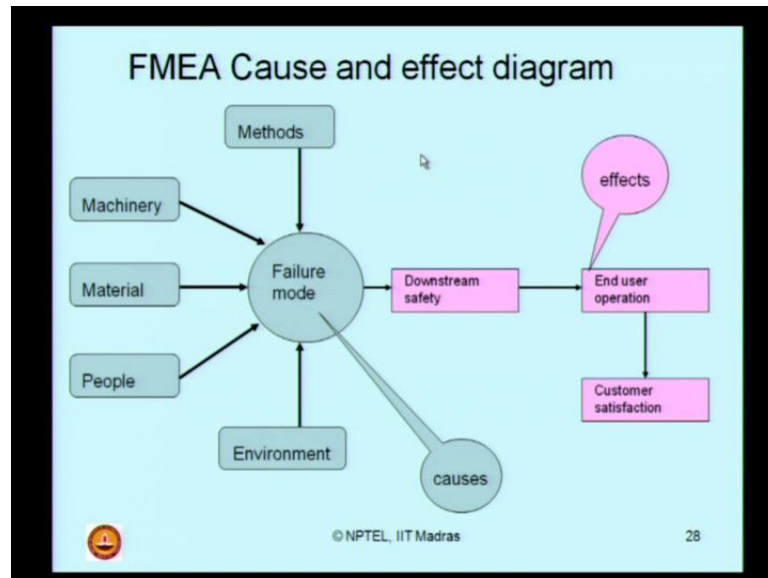 FMEA Cause and effect diagram
Methods
effects
Machinery
Failure
mode
Downstream
safety
End user
operation
Material
People
Customer
satisfaction
Environment
causes
© NPTEL, IIT Madras
28